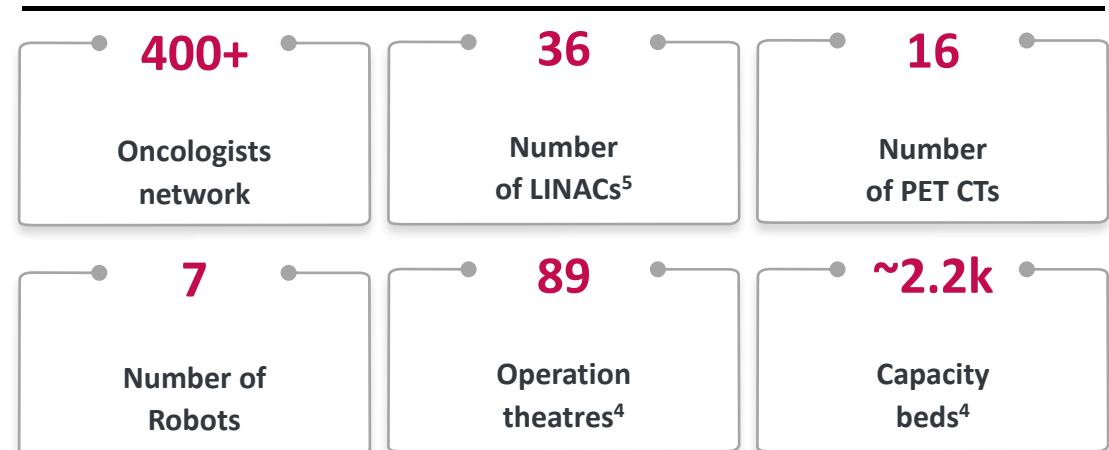 400+
Oncologists
network
36
Number
of LINACs⁵
16
Number
of PET CTs
7
Number of
Robots
89
Operation
theatres⁴
~2.2k
Capacity
beds⁴